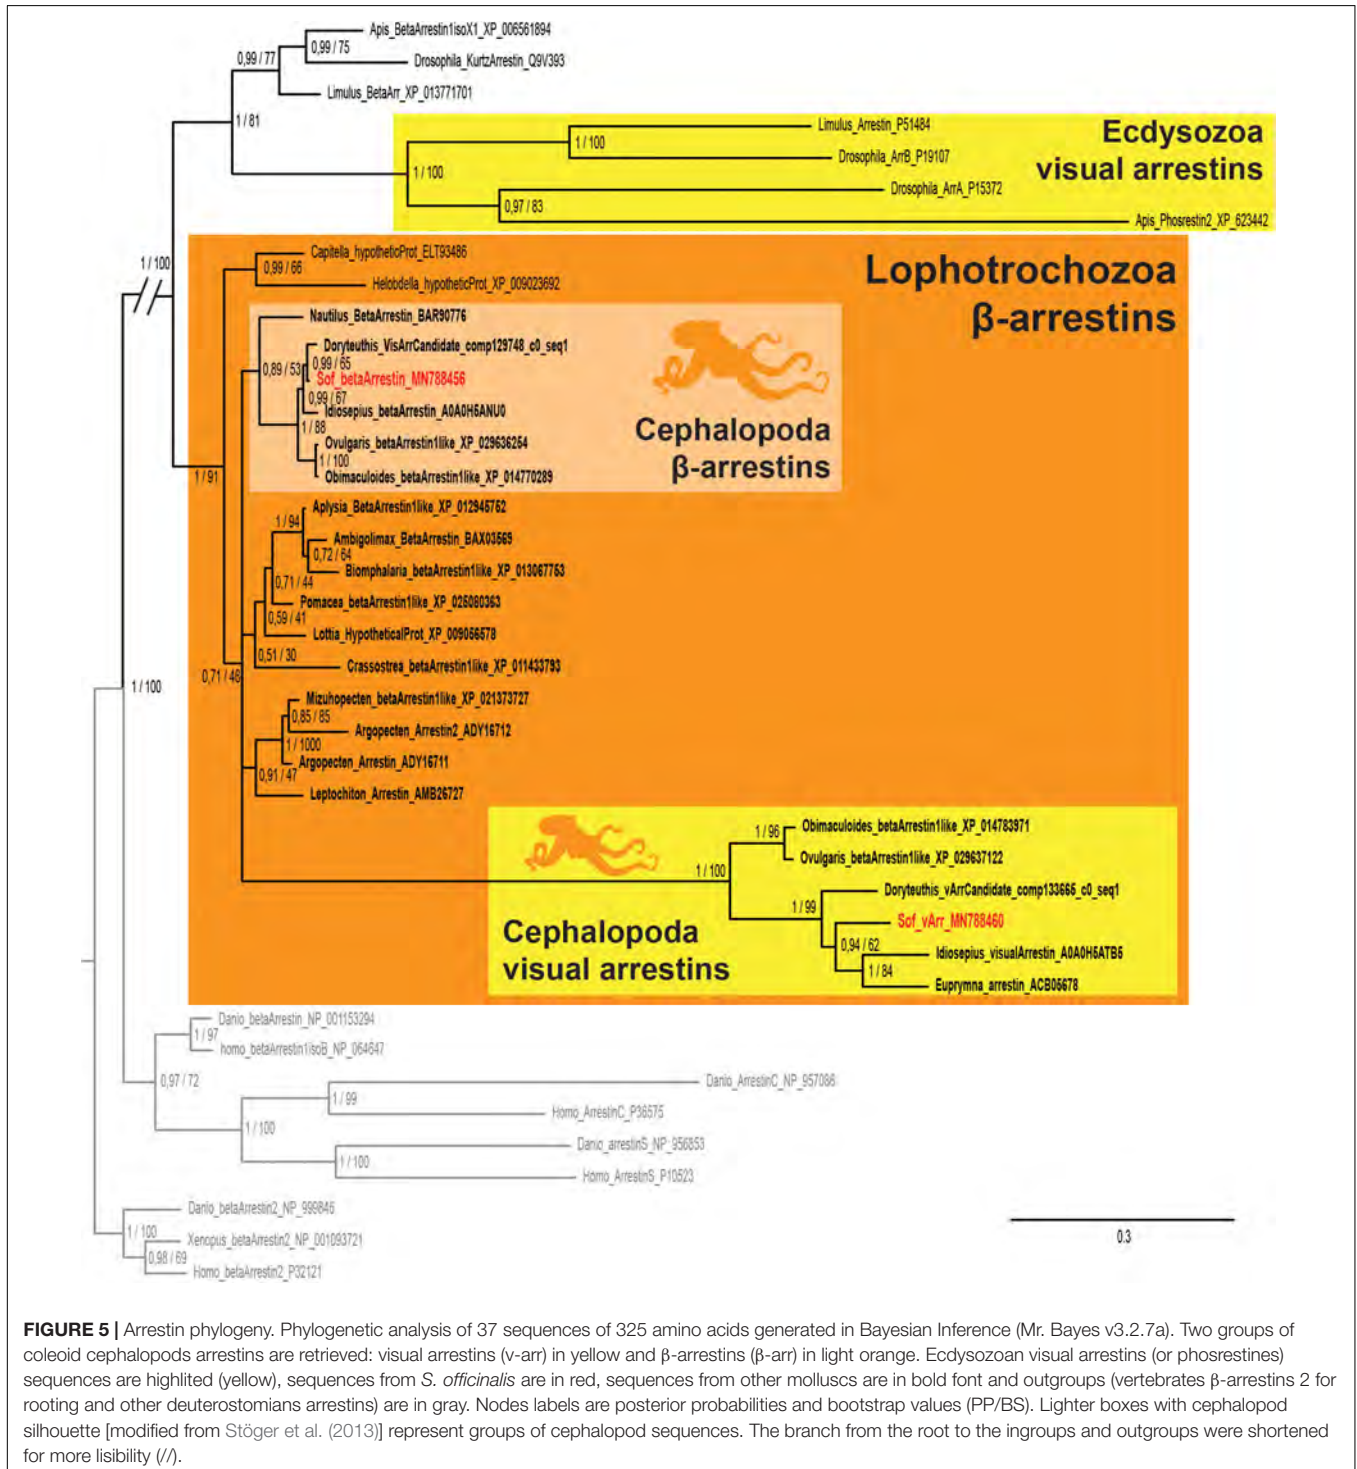 Apis_BetaArrestin1isoX1_XP_006561894
0,99 / 75
0,99 / 77
Drosophila_KurtzArrestin_Q9V393
Limulus_BetaArr_XP_013771701
1 / 81
Limulus_Arrestin_P51484
Ecdysozoa
visual arrestins
1 / 100
Drosophila_ArrB_P19107
1 / 100
Drosophila_ArrA_P15372
0,97 / 83
Apis_Phosrestin2_XP_623442
1 / 100
Capitella_hypotheticProt_ELT93486
0,99 / 66
Helobdella_hypotheticProt_XP_009023692
Lophotrochozoa
β-arrestins
Nautilus_BetaArrestin_BAR90776
Doryteuthis_VisArrCandidate_comp129748_c0_seq1
0,89 / 53
0,99 / 65
Sof_betaArrestin_MN788456
0,99 / 67
Idiosepius_betaArrestin_A0A0H5ANU0
1 / 88
Ovulgaris_betaArrestin1like_XP_029636254
1 / 100
Obimaculoides_betaArrestin1like_XP_014770289
Cephalopoda
β-arrestins
1 / 91
Aplysia_BetaArrestin1like_XP_012945752
1 / 94
Ambigolimax_BetaArrestin_BAX03569
0,72 / 64
Biomphalaria_betaArrestin1like_XP_013067753
0,71 / 44
Pomacea_betaArrestin1like_XP_025080363
0,59 / 41
Lottia_HypotheticalProt_XP_009056578
0,51 / 30
Crassostrea_betaArrestin1like_XP_011433793
0,71 / 46
Mizuhopecten_betaArrestin1like_XP_021373727
0,85 / 85
Argopecten_Arrestin2_ADY16712
1 / 1000
Argopecten_Arrestin_ADY16711
0,91 / 47
Leptochiton_Arrestin_AMB26727
1 / 100
Obimaculoides_betaArrestin1like_XP_014783971
1 / 96
Ovulgaris_betaArrestin1like_XP_029637122
1 / 100
Doryteuthis_vArrCandidate_comp133665_c0_seq1
1 / 99
Sof_vArr_MN788460
0,94 / 62
Idiosepius_visualArrestin_A0A0H5ATB5
1 / 84
Euprymna_arrestin_ACB05678
Cephalopoda
visual arrestins
Danio_betaArrestin_NP_001153294
1 / 97
homo_betaArrestin1isoB_NP_064647
0,97 / 72
Danio_ArrestinC_NP_957086
1 / 99
Homo_ArrestinC_P36575
1 / 100
Danio_arrestinS_NP_956853
1 / 100
Homo_ArrestinS_P10523
Danio_betaArrestin2_NP_999846
1 / 100
Xenopus_betaArrestin2_NP_001093721
0,98 / 69
Homo_betaArrestin2_P32121
0.3
FIGURE 5 | Arrestin phylogeny. Phylogenetic analysis of 37 sequences of 325 amino acids generated in Bayesian Inference (Mr. Bayes v3.2.7a). Two groups of
coleoid cephalopods arrestins are retrieved: visual arrestins (v-arr) in yellow and β-arrestins (β-arr) in light orange. Ecdysozoan visual arrestins (or phosrestines)
sequences are highlited (yellow), sequences from S. officinalis are in red, sequences from other molluscs are in bold font and outgroups (vertebrates β-arrestins 2 for
rooting and other deuterostomians arrestins) are in gray. Nodes labels are posterior probabilities and bootstrap values (PP/BS). Lighter boxes with cephalopod
silhouette [modified from Stöger et al. (2013)] represent groups of cephalopod sequences. The branch from the root to the ingroups and outgroups were shortened
for more lisibility (//).